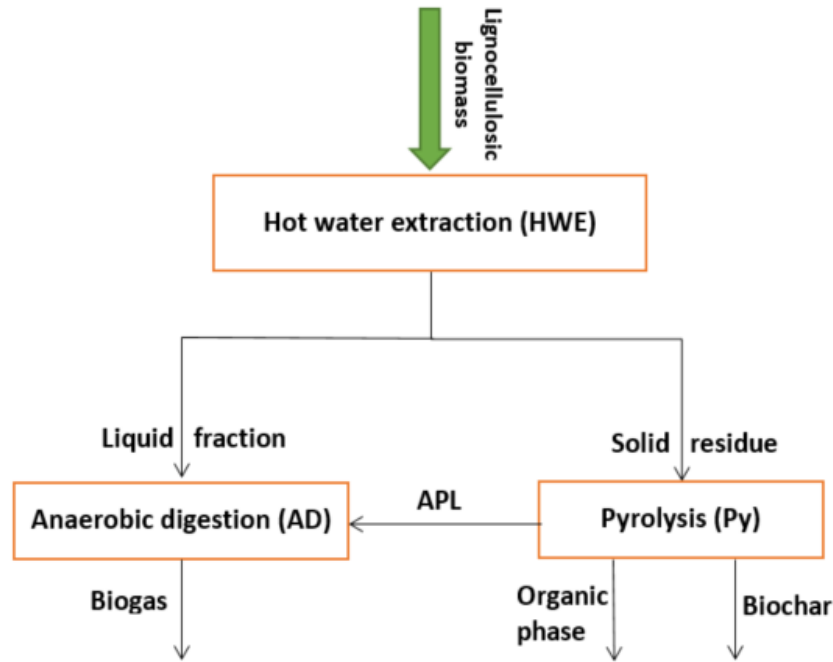 Lignocellulosic
biomass
Hot water extraction (HWE)
Liquid fraction
Solid residue
Anaerobic digestion (AD)
APL
Pyrolysis (Py)
Biogas
Organic
phase
Biochar